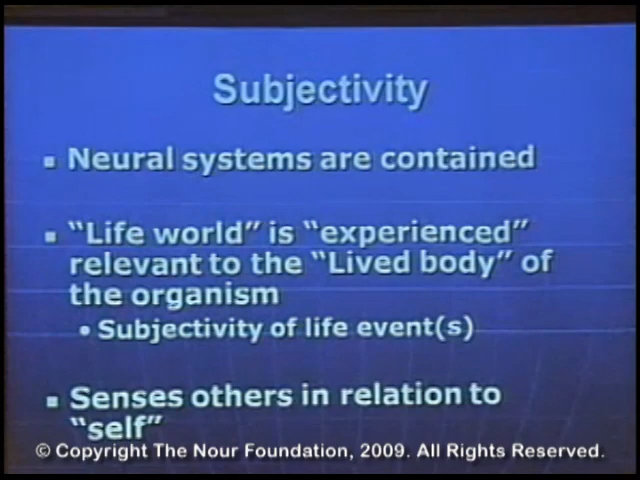 Subjectivity
▪ Neural systems are contained
▪ “Life world” is “experienced”
relevant to the “Lived body” of
the organism
• Subjectivity of life event(s)
▪ Senses others in relation to
“self”
© Copyright The Nour Foundation, 2009. All Rights Reserved.